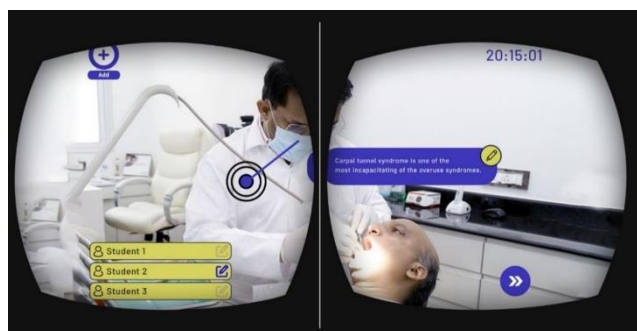 Add
20:15:01
Carpal tunnel syndrome is one of the
most incapacitating of the overuse syndromes.
Student 1
Student 2
Student 3